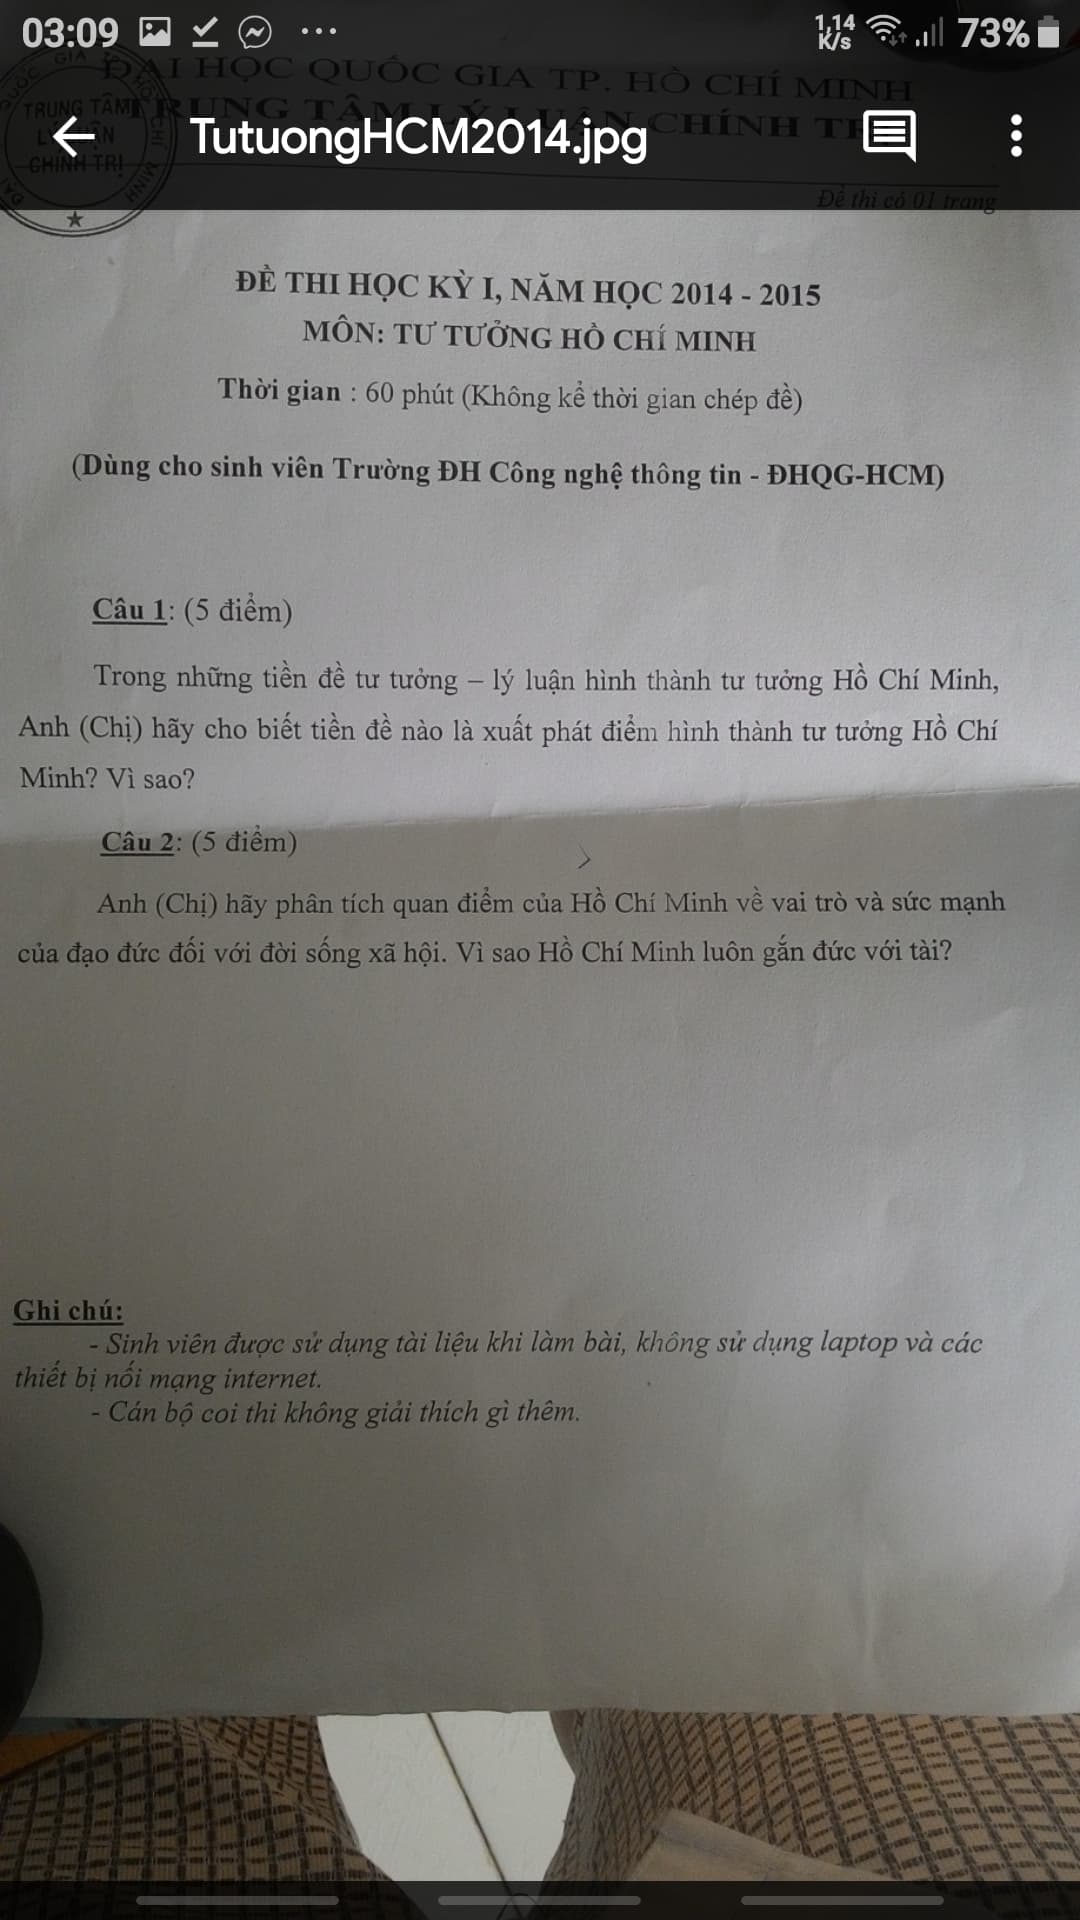 03:09
1,14 K/s
73%
ĐẠI HỌC QUỐC GIA TP. HỒ CHÍ MINH
TRUNG TÂM LÝ LUẬN CHÍNH TRỊ
TRUNG TÂM
LÝ LUẬN
CHÍNH TRỊ
TutuongHCM2014.jpg
Đề thi có 01 trang
ĐỀ THI HỌC KỲ I, NĂM HỌC 2014 - 2015
MÔN: TƯ TƯỞNG HỒ CHÍ MINH
Thời gian : 60 phút (Không kể thời gian chép đề)
(Dùng cho sinh viên Trường ĐH Công nghệ thông tin - ĐHQG-HCM)
Câu 1: (5 điểm)
Trong những tiền đề tư tưởng – lý luận hình thành tư tưởng Hồ Chí Minh,
Anh (Chị) hãy cho biết tiền đề nào là xuất phát điểm hình thành tư tưởng Hồ Chí
Minh? Vì sao?
Câu 2: (5 điểm)
Anh (Chị) hãy phân tích quan điểm của Hồ Chí Minh về vai trò và sức mạnh
của đạo đức đối với đời sống xã hội. Vì sao Hồ Chí Minh luôn gắn đức với tài?
Ghi chú:
- Sinh viên được sử dụng tài liệu khi làm bài, không sử dụng laptop và các
thiết bị nối mạng internet.
- Cán bộ coi thi không giải thích gì thêm.